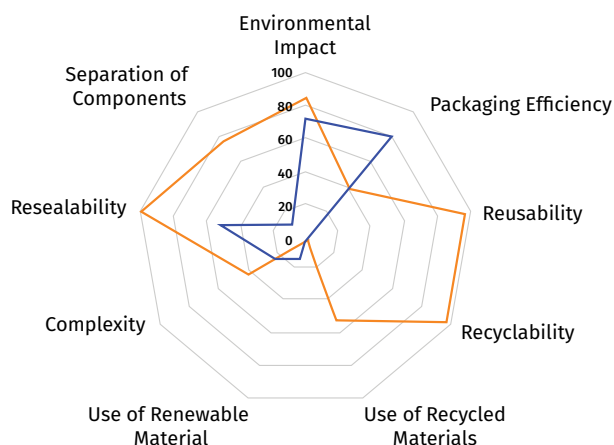 Environmental
Impact
Separation of
Components
Packaging Efficiency
100
80
60
40
20
0
Resealability
Reusability
Complexity
Recyclability
Use of Renewable
Material
Use of Recycled
Materials